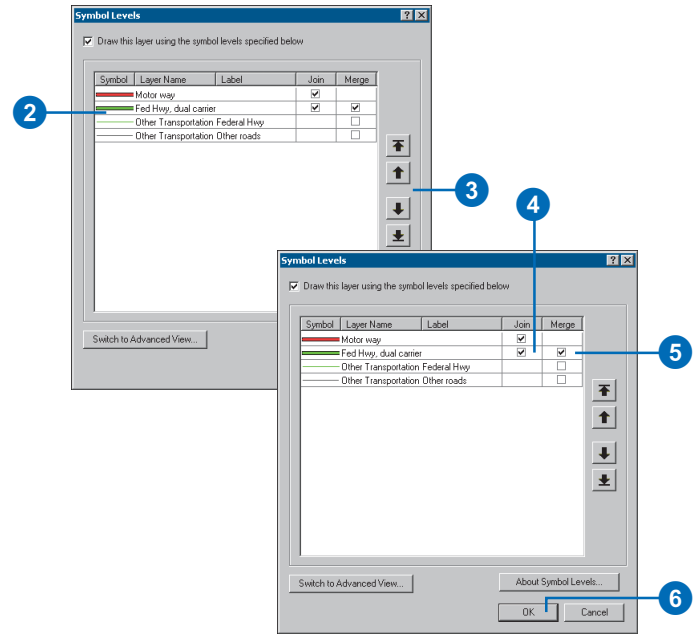 Symbol Levels
Draw this layer using the symbol levels specified below
Symbol Layer Name Label Join Merge
Motor way
Fed Hwy, dual carrier
Other Transportation Federal Hwy
Other Transportation Other roads
Switch to Advanced View...
2
3
Symbol Levels
Draw this layer using the symbol levels specified below
Symbol Layer Name Label Join Merge
Motor way
Fed Hwy, dual carrier
Other Transportation Federal Hwy
Other Transportation Other roads
Switch to Advanced View...
About Symbol Levels...
OK Cancel
4
5
6